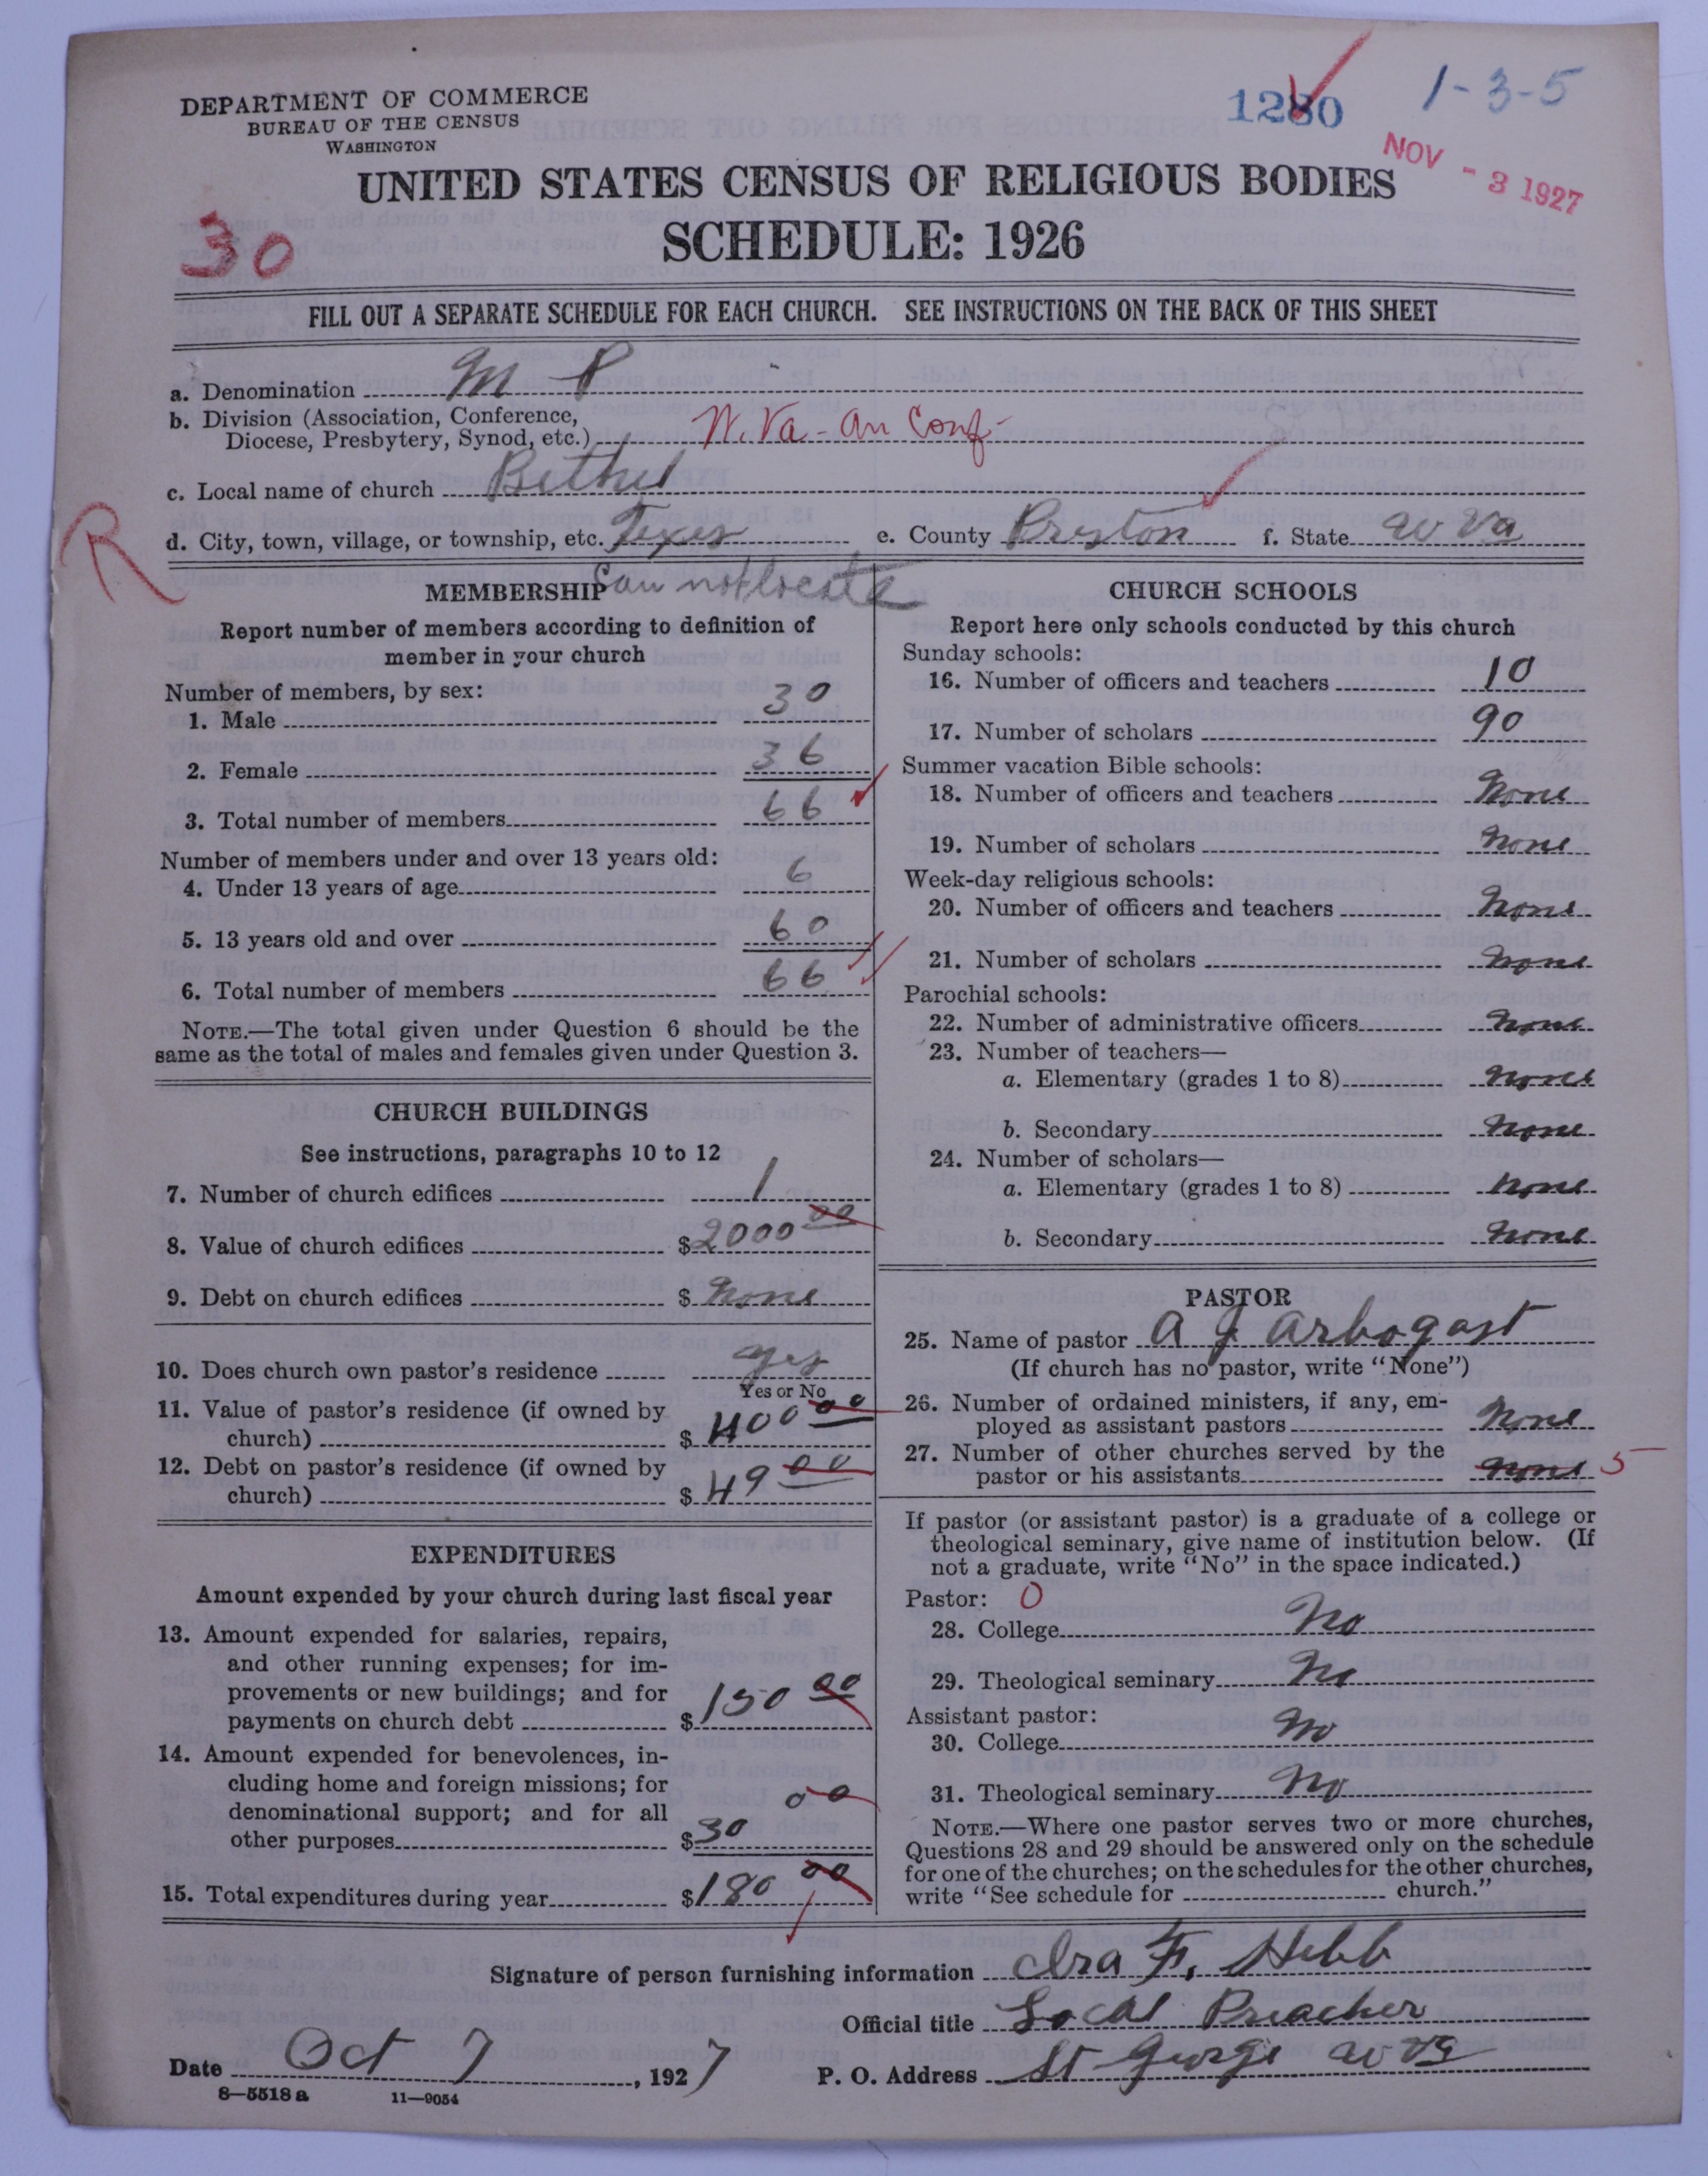 DEPARTMENT OF COMMERCE
BUREAU OF THE CENSUS
WASHINGTON
1280
1-3-5
NOV - 3 1927
UNITED STATES CENSUS OF RELIGIOUS BODIES
SCHEDULE: 1926
30
FILL OUT A SEPARATE SCHEDULE FOR EACH CHURCH. SEE INSTRUCTIONS ON THE BACK OF THIS SHEET
a. Denomination M P
b. Division (Association, Conference,
Diocese, Presbytery, Synod, etc.) W. Va - An Conf-
c. Local name of church Bethel
R
d. City, town, village, or township, etc. Texas e. County Preston f. State W Va
Can not locate
MEMBERSHIP
Report number of members according to definition of
member in your church
Number of members, by sex:
1. Male 30
2. Female 36
3. Total number of members 66
Number of members under and over 13 years old:
4. Under 13 years of age 6
5. 13 years old and over 60
6. Total number of members 66
NOTE.—The total given under Question 6 should be the
same as the total of males and females given under Question 3.
CHURCH BUILDINGS
See instructions, paragraphs 10 to 12
7. Number of church edifices 1
8. Value of church edifices $2000 00
9. Debt on church edifices $ None
10. Does church own pastor's residence yes
Yes or No
11. Value of pastor's residence (if owned by
church) $ 400 00
12. Debt on pastor's residence (if owned by
church) $ 49 00
EXPENDITURES
Amount expended by your church during last fiscal year
13. Amount expended for salaries, repairs,
and other running expenses; for im-
provements or new buildings; and for
payments on church debt $ 150 00
14. Amount expended for benevolences, in-
cluding home and foreign missions; for
denominational support; and for all
other purposes $30 00
15. Total expenditures during year $180 00
CHURCH SCHOOLS
Report here only schools conducted by this church
Sunday schools:
16. Number of officers and teachers 10
17. Number of scholars 90
Summer vacation Bible schools:
18. Number of officers and teachers None
19. Number of scholars None
Week-day religious schools:
20. Number of officers and teachers None
21. Number of scholars None
Parochial schools:
22. Number of administrative officers None
23. Number of teachers—
a. Elementary (grades 1 to 8) None
b. Secondary None
24. Number of scholars—
a. Elementary (grades 1 to 8) None
b. Secondary None
PASTOR
25. Name of pastor A J Arbogast
(If church has no pastor, write "None")
26. Number of ordained ministers, if any, em-
ployed as assistant pastors None
27. Number of other churches served by the
pastor or his assistants None 5
If pastor (or assistant pastor) is a graduate of a college or
theological seminary, give name of institution below. (If
not a graduate, write "No" in the space indicated.)
Pastor: 0
28. College No
29. Theological seminary No
Assistant pastor:
30. College No
31. Theological seminary No
NOTE.—Where one pastor serves two or more churches,
Questions 28 and 29 should be answered only on the schedule
for one of the churches; on the schedules for the other churches,
write "See schedule for church."
Signature of person furnishing information Ira F. Hebb
Official title Local Preacher
Date Oct 7, 1927 P. O. Address St George W Va
8—5518 a 11—9054